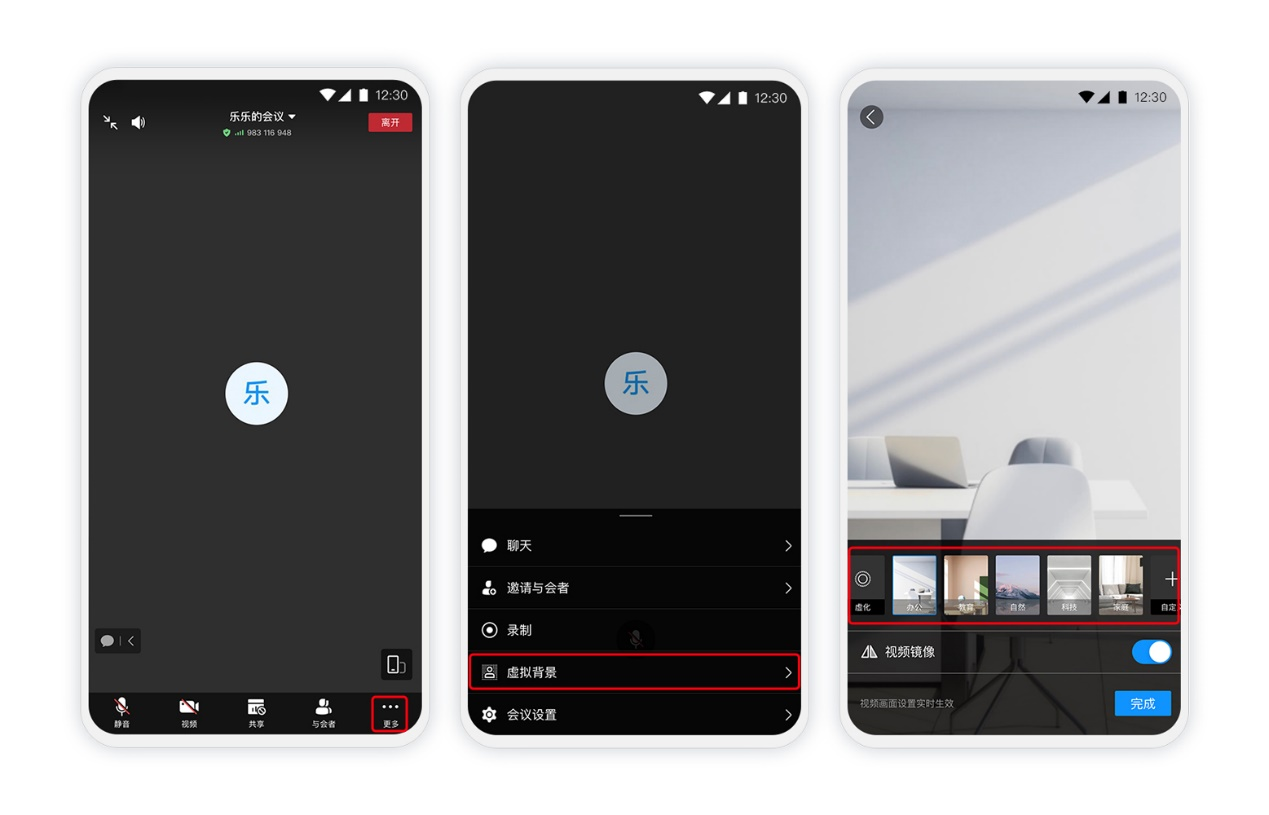 12:30
乐乐的会议
离开
983 116 948
乐
静音
视频
共享
与会者
更多
12:30
乐
聊天
邀请与会者
录制
虚拟背景
会议设置
12:30
虚化
办公
教育
自然
科技
家庭
自定
视频镜像
视频画面设置实时生效
完成